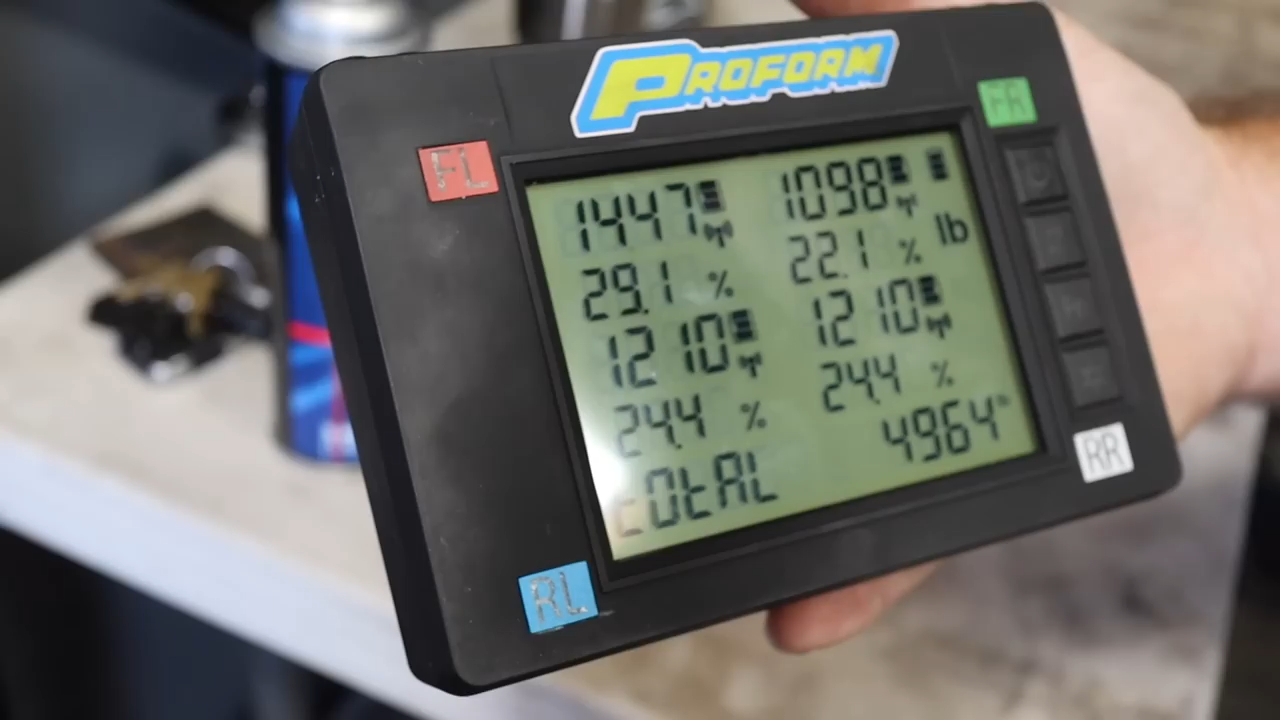 PROFORM
FL
FR
1447 1098
lb
29.1 % 22.1 %
1210 1210
24.4 % 24.4 %
tOtAL 4964
RL
RR